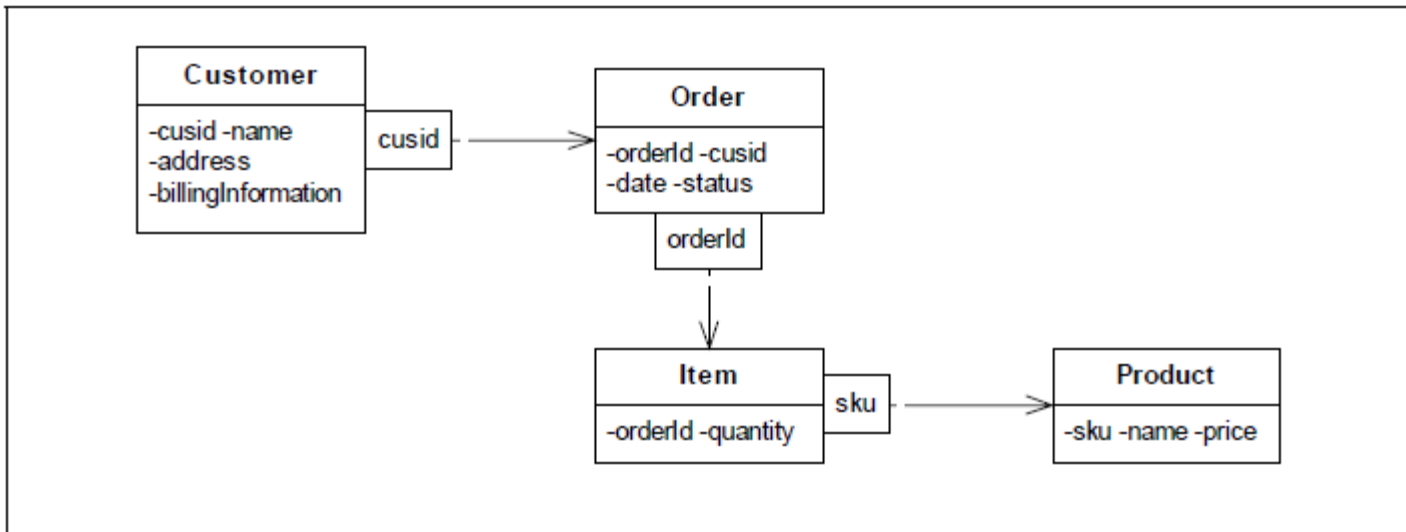 Customer
-cusid -name
-address
-billingInformation
cusid
Order
-orderId -cusid
-date -status
orderId
Item
-orderId -quantity
sku
Product
-sku -name -price